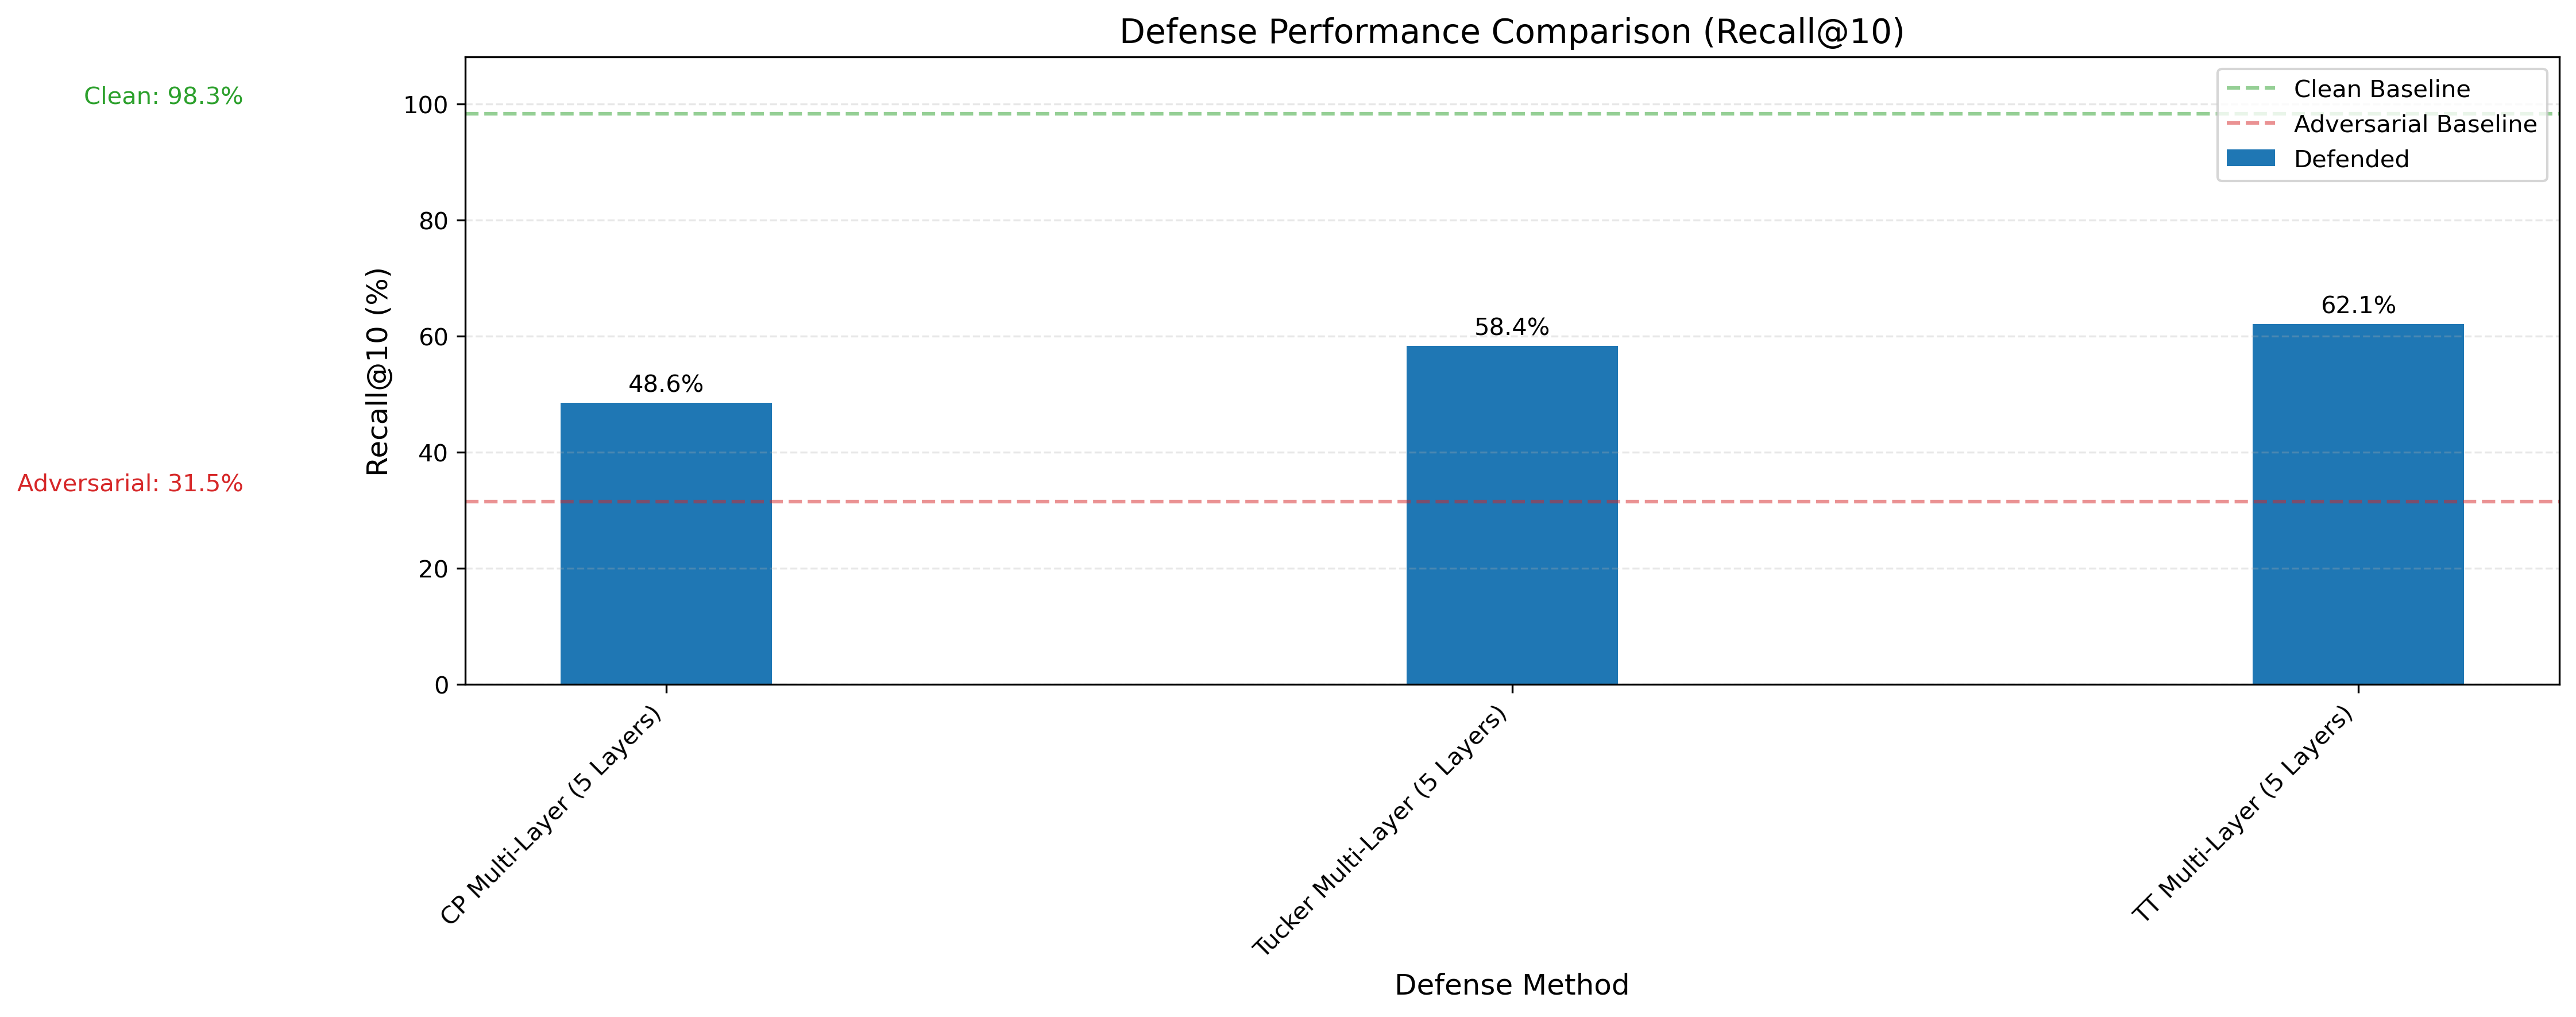 Defense Performance Comparison (Recall@10)
Clean: 98.3%
Adversarial: 31.5%
Recall@10 (%)
100
80
60
40
20
0
Clean Baseline
Adversarial Baseline
Defended
48.6%
58.4%
62.1%
CP Multi-Layer (5 Layers)
Tucker Multi-Layer (5 Layers)
TT Multi-Layer (5 Layers)
Defense Method